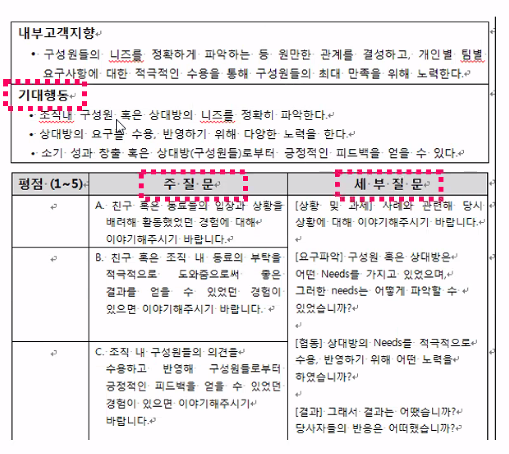 내부고객지향
• 구성원들의 니즈를 정확하게 파악하는 등 원만한 관계를 결성하고, 개인별 팀별
요구사항에 대한 적극적인 수용을 통해 구성원들의 최대 만족을 위해 노력한다.
기대행동
• 조직내 구성원 혹은 상대방의 니즈를 정확히 파악한다.
• 상대방의 요구를 수용, 반영하기 위해 다양한 노력을 한다.
• 소기 성과 창출 혹은 상대방(구성원들)로부터 긍정적인 피드백을 얻을 수 있다.
평점 (1~5) 주 질 문 세 부 질 문
A. 친구 혹은 동료들의 입장과 상황을
배려해 활동했었던 경험에 대해
이야기해주시기 바랍니다.
B. 친구 혹은 조직 내 동료의 부탁을
적극적으로 도와줌으로써 좋은
결과를 얻을 수 있었던 경험이
있으면 이야기해주시기 바랍니다.
C. 조직 내 구성원들의 의견을
수용하고 반영해 구성원들로부터
긍정적인 피드백을 얻을 수 있었던
경험이 있으면 이야기해주시기
바랍니다.
[상황 및 과제] 사례와 관련해 당시
상황에 대해 이야기해주시기 바랍니다.
[요구파악] 구성원 혹은 상대방은
어떤 Needs를 가지고 있었으며,
그러한 needs는 어떻게 파악할 수
있었습니까?
[협동] 상대방의 Needs를 적극적으로
수용, 반영하기 위해 어떤 노력을
하였습니까?
[결과] 그래서 결과는 어땠습니까?
당사자들의 반응은 어떠했습니까?